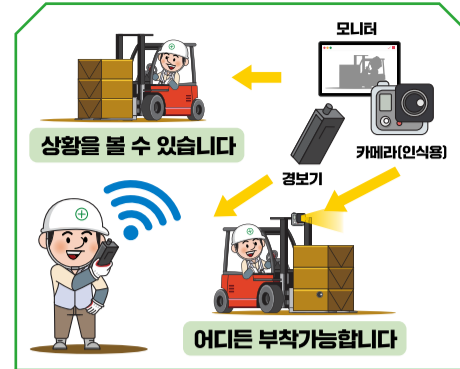 모니터
상황을 볼 수 있습니다
카메라(인식용)
경보기
어디든 부착가능합니다